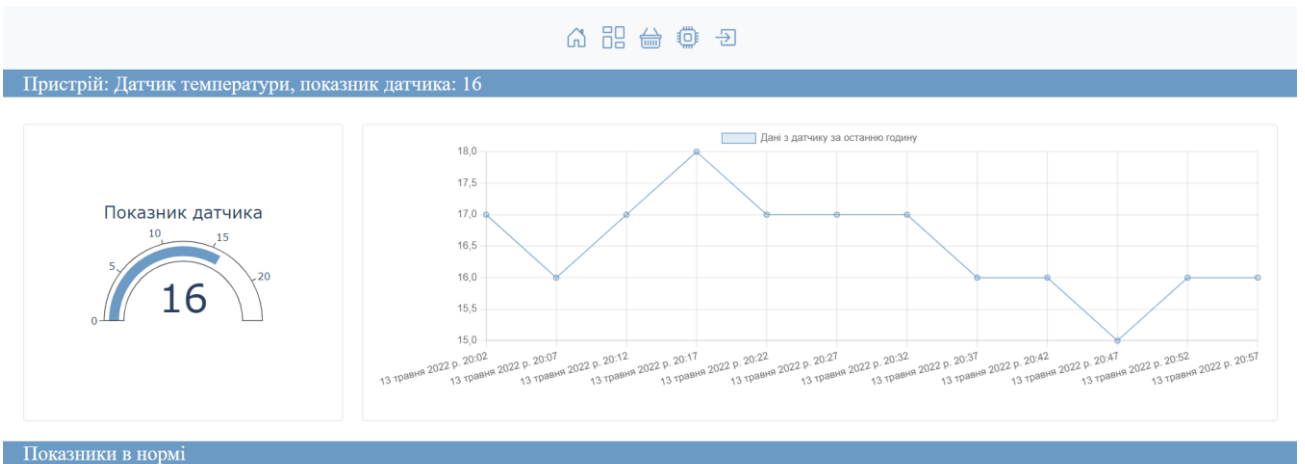 Пристрій: Датчик температури, показник датчика: 16
Показник датчика
0
5
10
15
20
16
Дані з датчику за останню годину
18,0
17,5
17,0
16,5
16,0
15,5
15,0
13 травня 2022 р. 20:02
13 травня 2022 р. 20:07
13 травня 2022 р. 20:12
13 травня 2022 р. 20:17
13 травня 2022 р. 20:22
13 травня 2022 р. 20:27
13 травня 2022 р. 20:32
13 травня 2022 р. 20:37
13 травня 2022 р. 20:42
13 травня 2022 р. 20:47
13 травня 2022 р. 20:52
13 травня 2022 р. 20:57
Показники в нормі